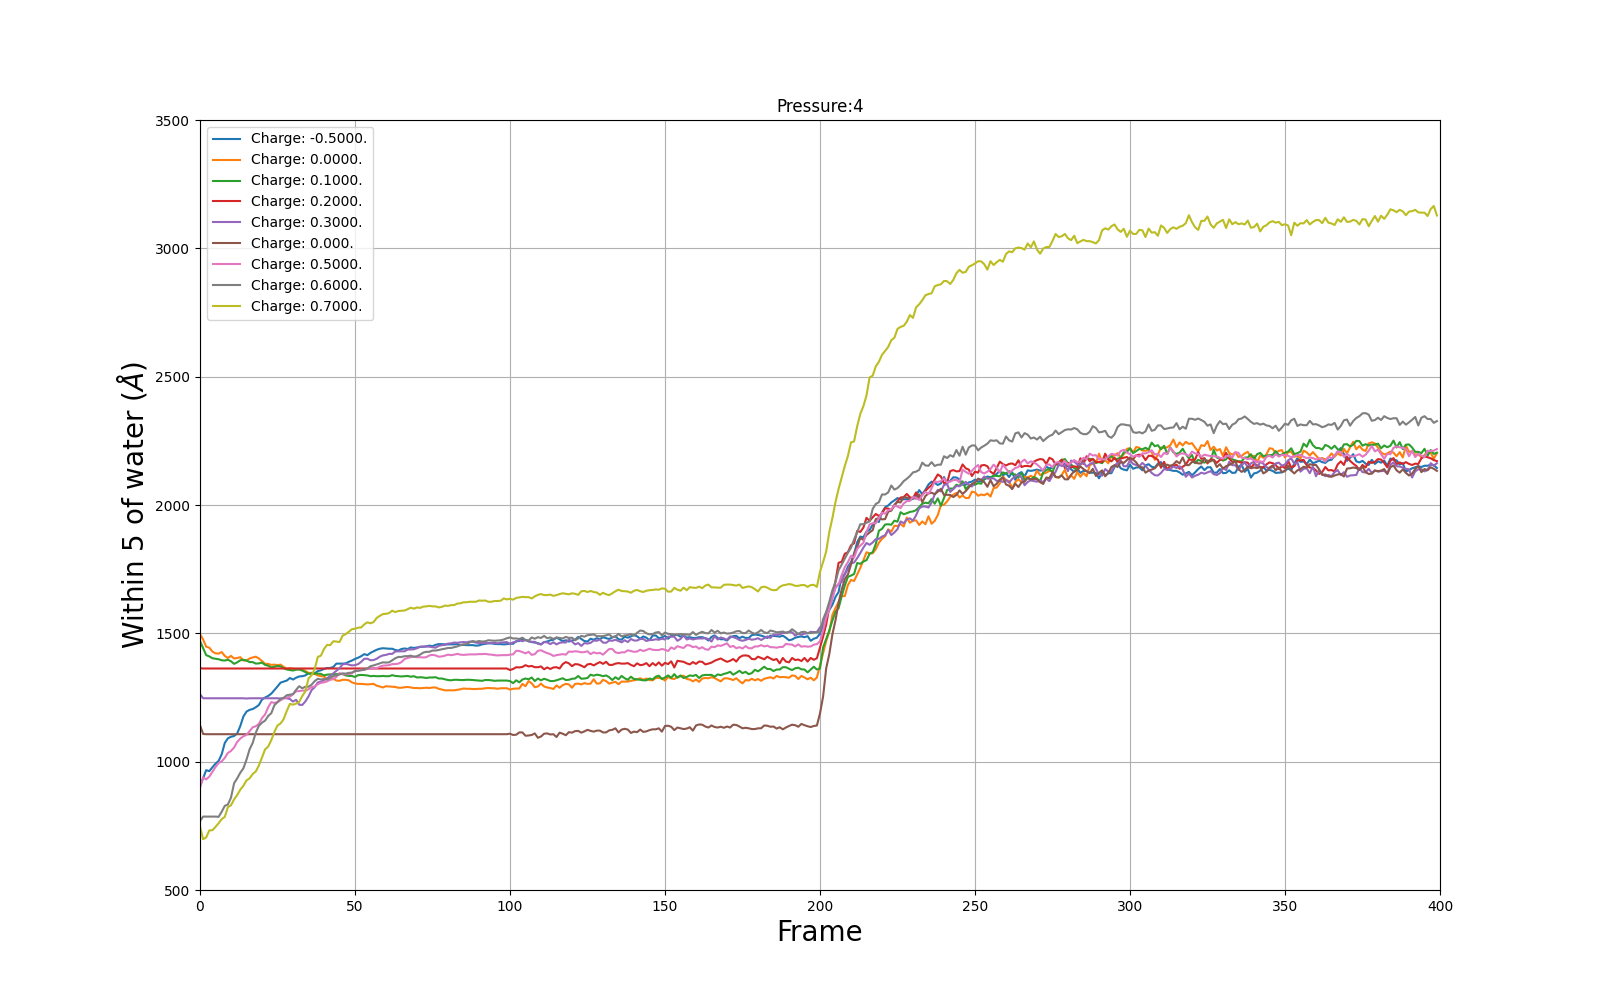 Pressure:4
3500
3000
2500
2000
1500
1000
500
Within 5 of water (Å)
Charge: -0.5000.
Charge: 0.0000.
Charge: 0.1000.
Charge: 0.2000.
Charge: 0.3000.
Charge: 0.000.
Charge: 0.5000.
Charge: 0.6000.
Charge: 0.7000.
0 50 100 150 200 250 300 350 400
Frame